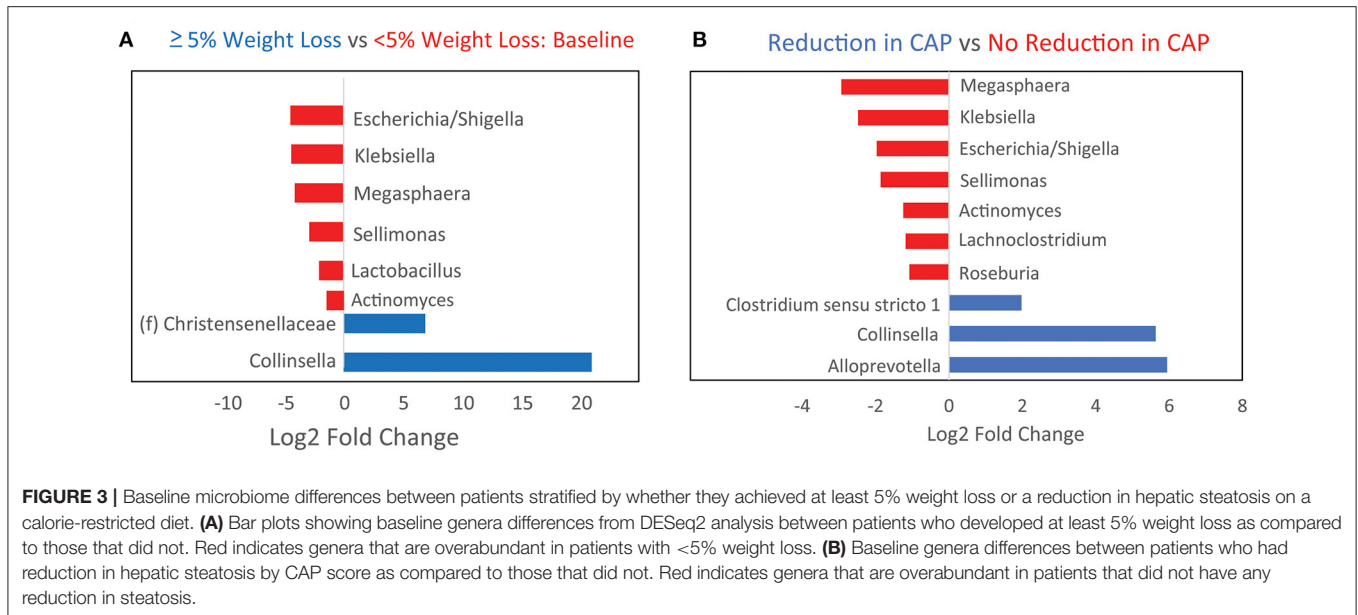 A ≥ 5% Weight Loss vs <5% Weight Loss: Baseline
Escherichia/Shigella
Klebsiella
Megasphaera
Sellimonas
Lactobacillus
Actinomyces
(f) Christensenellaceae
Collinsella
-10 -5 0 5 10 15 20
Log2 Fold Change
B Reduction in CAP vs No Reduction in CAP
Megasphaera
Klebsiella
Escherichia/Shigella
Sellimonas
Actinomyces
Lachnoclostridium
Roseburia
Clostridium sensu stricto 1
Collinsella
Alloprevotella
-4 -2 0 2 4 6 8
Log2 Fold Change
FIGURE 3 | Baseline microbiome differences between patients stratified by whether they achieved at least 5% weight loss or a reduction in hepatic steatosis on a
calorie-restricted diet. (A) Bar plots showing baseline genera differences from DESeq2 analysis between patients who developed at least 5% weight loss as compared
to those that did not. Red indicates genera that are overabundant in patients with <5% weight loss. (B) Baseline genera differences between patients who had
reduction in hepatic steatosis by CAP score as compared to those that did not. Red indicates genera that are overabundant in patients that did not have any
reduction in steatosis.